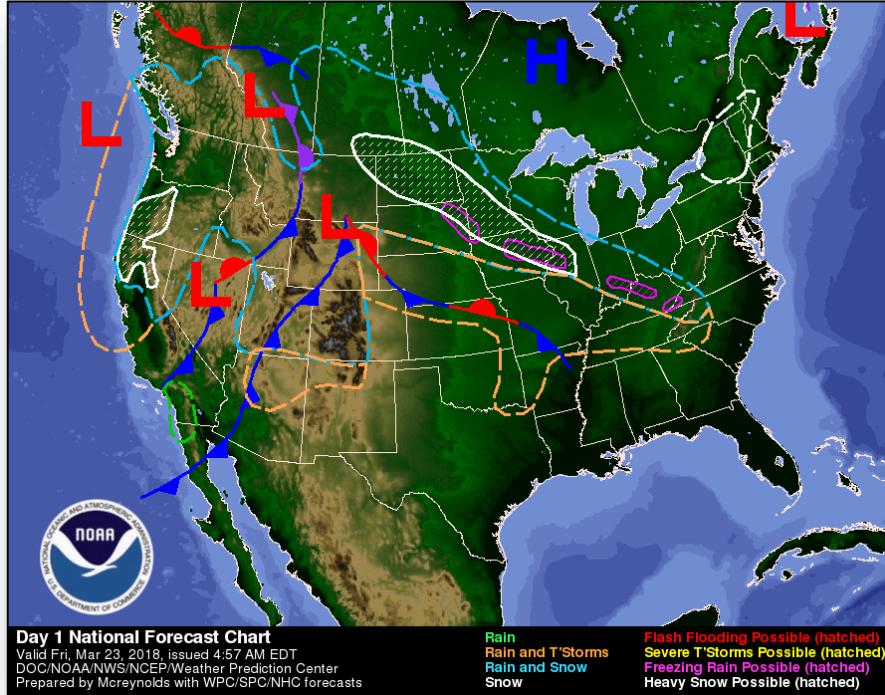 L
H
L
L
L
L
NATIONAL OCEANIC AND ATMOSPHERIC ADMINISTRATION
NOAA
U.S. DEPARTMENT OF COMMERCE
Day 1 National Forecast Chart
Valid Fri, Mar 23, 2018, issued 4:57 AM EDT
DOC/NOAA/NWS/NCEP/Weather Prediction Center
Prepared by Mcreynolds with WPC/SPC/NHC forecasts
Rain
Rain and T'Storms
Rain and Snow
Snow
Flash Flooding Possible (hatched)
Severe T'Storms Possible (hatched)
Freezing Rain Possible (hatched)
Heavy Snow Possible (hatched)